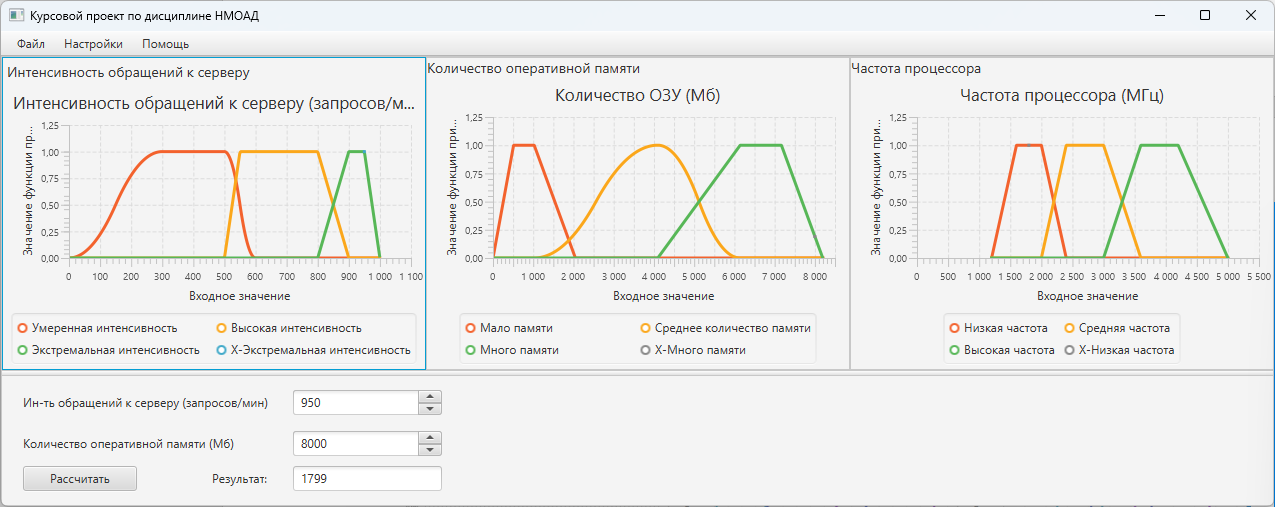 Курсовой проект по дисциплине НМОАД
Файл Настройки Помощь
Интенсивность обращений к серверу
Интенсивность обращений к серверу (запросов/м...
Значение функции при...
1,25
1,00
0,75
0,50
0,25
0,00
0 100 200 300 400 500 600 700 800 900 1 000 1 100
Входное значение
Умеренная интенсивность Высокая интенсивность
Экстремальная интенсивность Х-Экстремальная интенсивность
Количество оперативной памяти
Количество ОЗУ (Мб)
Значение функции при...
1,25
1,00
0,75
0,50
0,25
0,00
0 1 000 2 000 3 000 4 000 5 000 6 000 7 000 8 000
Входное значение
Мало памяти Среднее количество памяти
Много памяти Х-Много памяти
Частота процессора
Частота процессора (МГц)
Значение функции при...
1,25
1,00
0,75
0,50
0,25
0,00
0 500 1 000 1 500 2 000 2 500 3 000 3 500 4 000 4 500 5 000 5 500
Входное значение
Низкая частота Средняя частота
Высокая частота Х-Низкая частота
Ин-ть обращений к серверу (запросов/мин) 950
Количество оперативной памяти (Мб) 8000
Рассчитать Результат: 1799